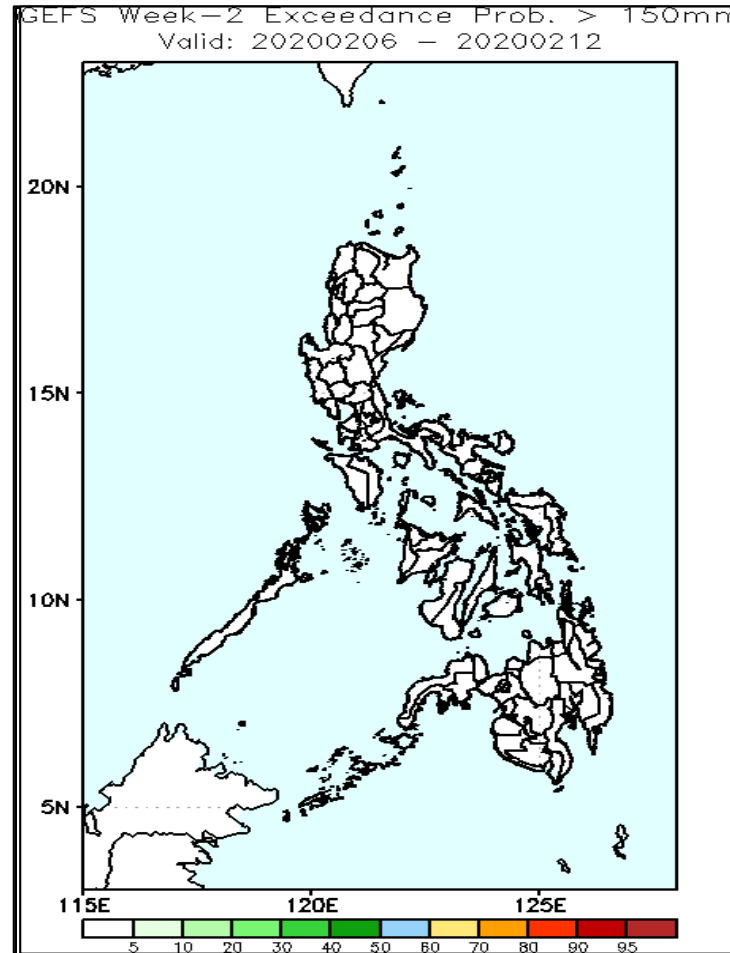 GEFS Week-2 Exceedance Prob. > 150mm
Valid: 20200206 - 20200212
20N
15N
10N
5N
115E 120E 125E
5 10 20 30 40 50 60 70 80 90 95